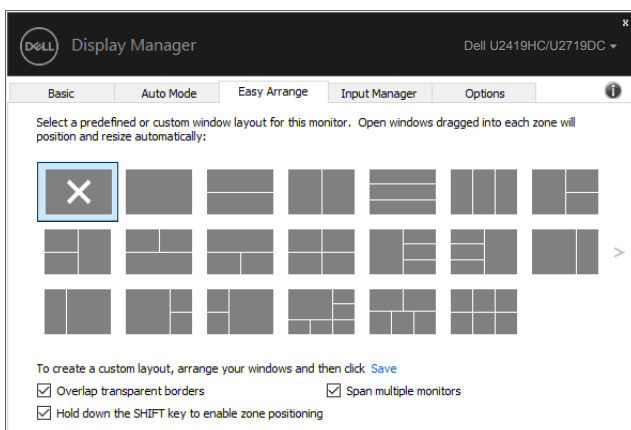 x
DELL Display Manager Dell U2419HC/U2719DC
Basic Auto Mode Easy Arrange Input Manager Options i
Select a predefined or custom window layout for this monitor. Open windows dragged into each zone will
position and resize automatically:
>
To create a custom layout, arrange your windows and then click Save
Overlap transparent borders Span multiple monitors
Hold down the SHIFT key to enable zone positioning